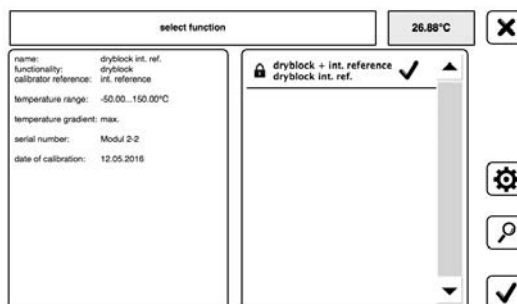 select function
26.88°C
name: dryblock int. ref.
functionality: dryblock
calibrator reference: int. reference
temperature range: -50.00...150.00°C
temperature gradient: max.
serial number: Modul 2-2
date of calibration: 12.05.2016
dryblock + int. reference
dryblock int. ref.